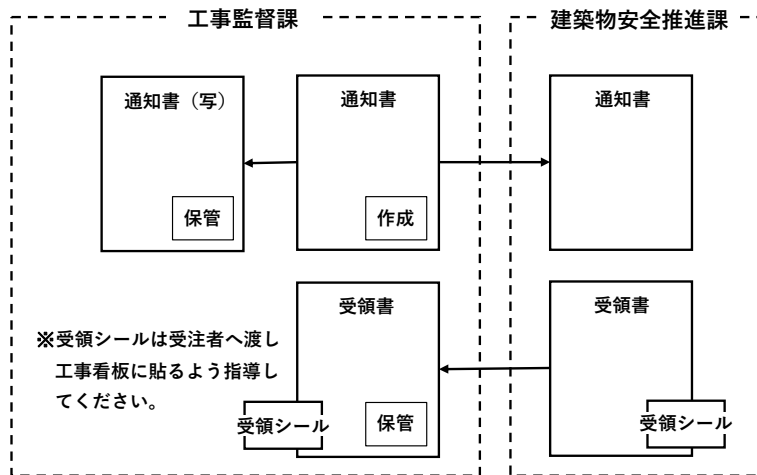 工事監督課
建築物安全推進課
通知書（写）
通知書
通知書
保管
作成
受領書
受領書
※受領シールは受注者へ渡し
工事看板に貼るよう指導し
てください。
受領シール
保管
受領シール